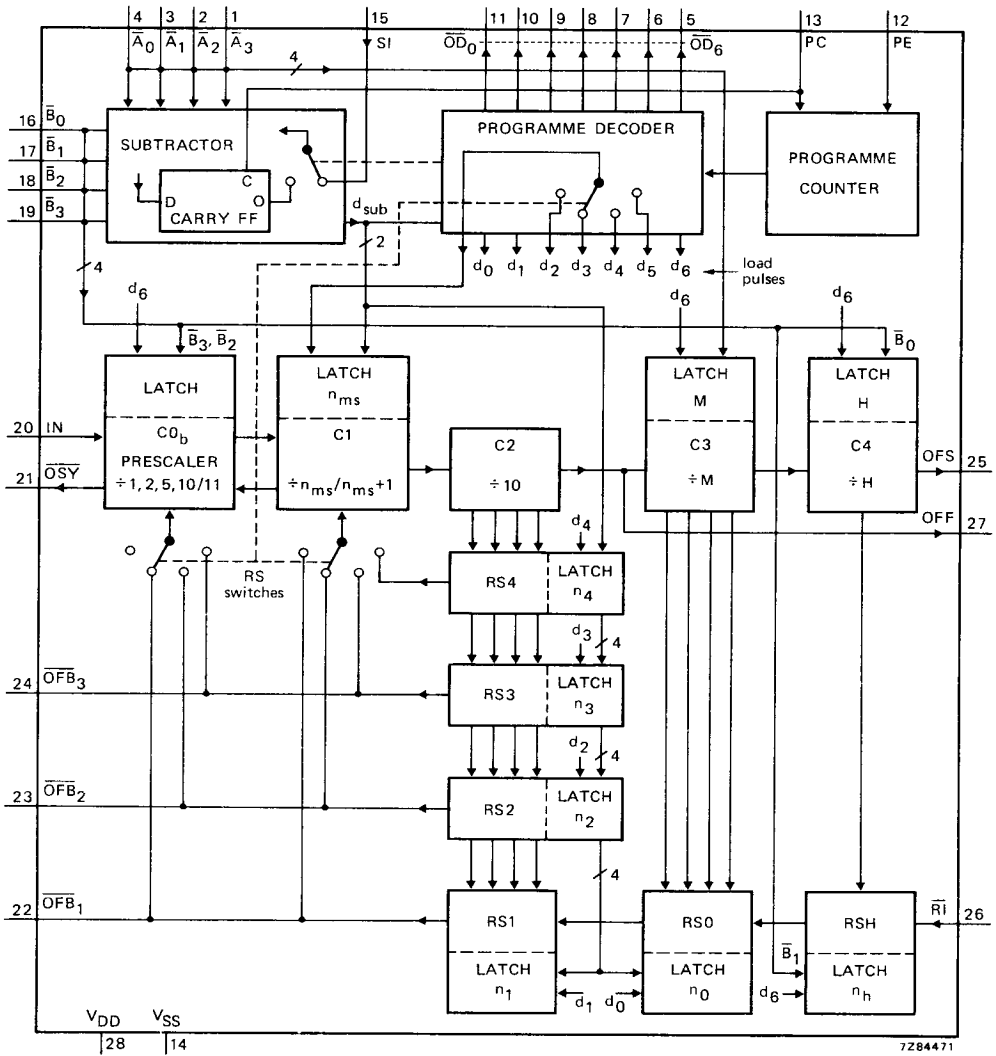 4 3 2 1 15 11 10 9 8 7 6 5 13 12
A̅0 A̅1 A̅2 A̅3 SI O̅D̅0 O̅D̅6 PC PE
4
16 B̅0
17 B̅1
18 B̅2
19 B̅3
SUBTRACTOR
C
D O
CARRY FF
PROGRAMME DECODER
PROGRAMME
COUNTER
dsub
2
4
d0 d1 d2 d3 d4 d5 d6
load
pulses
d6
B̅3, B̅2
d6
d6
B̅0
LATCH
C0b
PRESCALER
÷1, 2, 5, 10/11
LATCH
nms
C1
÷nms/nms+1
C2
÷10
LATCH
M
C3
÷M
LATCH
H
C4
÷H
20 IN
21 O̅S̅Y̅
OFS 25
OFF 27
RS
switches
d4
RS4
LATCH
n4
d3 4
24 O̅F̅B̅3
RS3
LATCH
n3
d2 4
23 O̅F̅B̅2
RS2
LATCH
n2
4
22 O̅F̅B̅1
RS1
LATCH
n1
d1 d0
RS0
LATCH
n0
RSH
LATCH
nh
R̅I̅ 26
B̅1
d6
VDD VSS
28 14
7Z84471